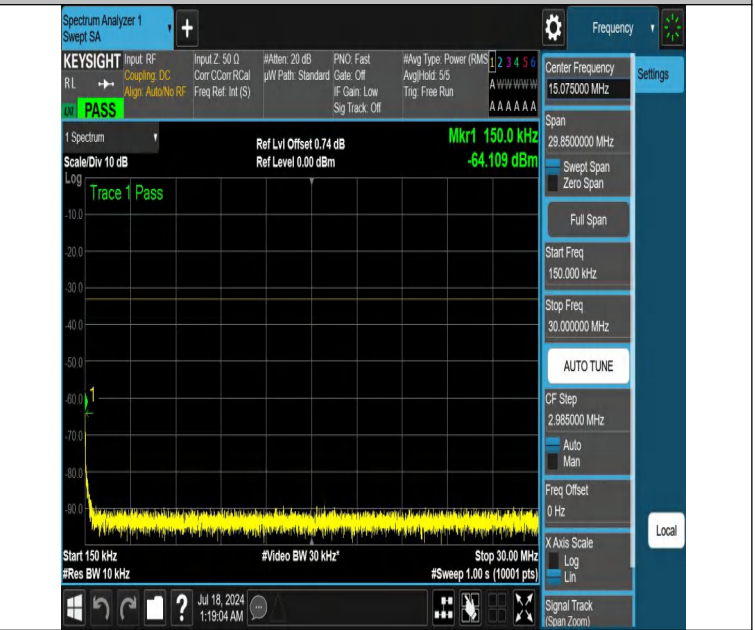 Spectrum Analyzer 1
Swept SA
+
Frequency
KEYSIGHT
RL
PASS
Input: RF
Coupling: DC
Align: Auto/No RF
Input Z: 50 Ω
Corr CCorr RCal
Freq Ref: Int (S)
#Atten: 20 dB
µW Path: Standard
PNO: Fast
Gate: Off
IF Gain: Low
Sig Track: Off
#Avg Type: Power (RMS
Avg|Hold: 5/5
Trig: Free Run
1 2 3 4 5 6
A W W W W W
A A A A A A
1 Spectrum
Scale/Div 10 dB
Ref Lvl Offset 0.74 dB
Ref Level 0.00 dBm
Mkr1 150.0 kHz
-64.109 dBm
Log
Trace 1 Pass
-10.0
-20.0
-30.0
-40.0
-50.0
-60.0
1
-70.0
-80.0
-90.0
Start 150 kHz
#Video BW 30 kHz*
Stop 30.00 MHz
#Res BW 10 kHz
#Sweep 1.00 s (10001 pts)
?
Jul 18, 2024
1:19:04 AM
Center Frequency
15.075000 MHz
Settings
Span
29.8500000 MHz
Swept Span
Zero Span
Full Span
Start Freq
150.000 kHz
Stop Freq
30.000000 MHz
AUTO TUNE
CF Step
2.985000 MHz
Auto
Man
Freq Offset
0 Hz
X Axis Scale
Log
Lin
Local
Signal Track
(Span Zoom)